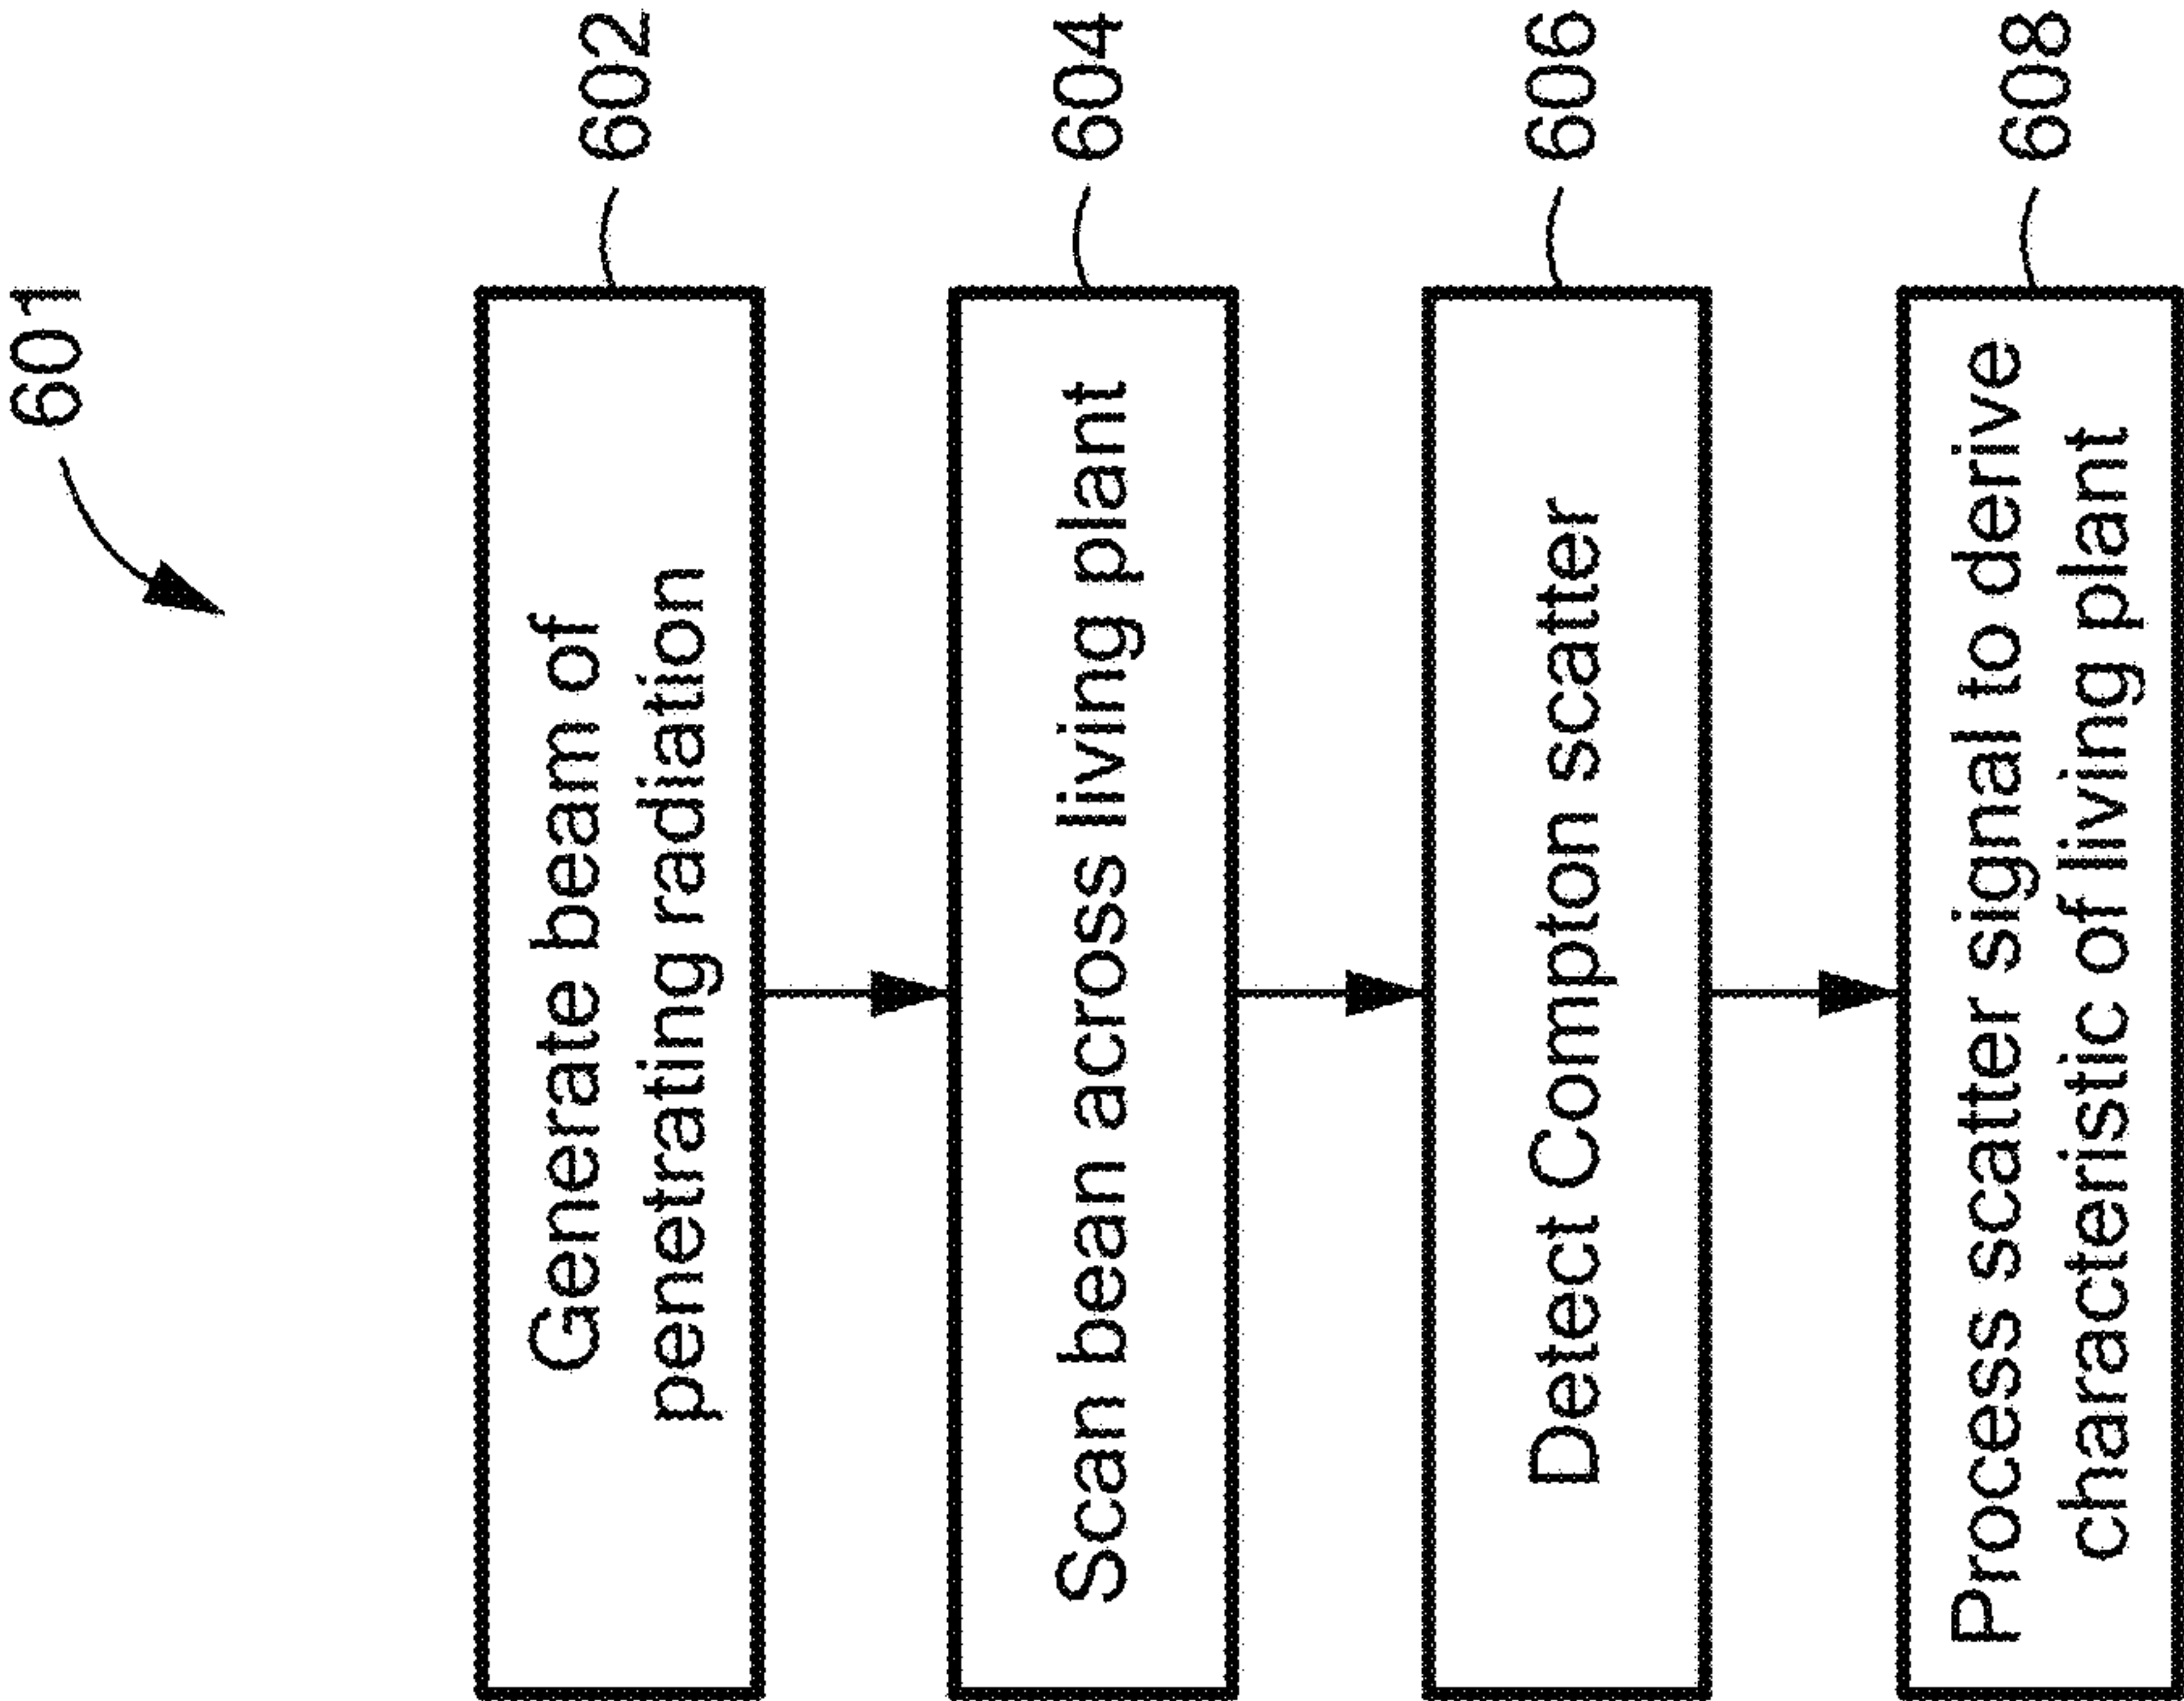 601
Generate beam of
penetrating radiation
602
Scan bean across living plant
604
Detect Compton scatter
606
Process scatter signal to derive
characteristic of living plant
608